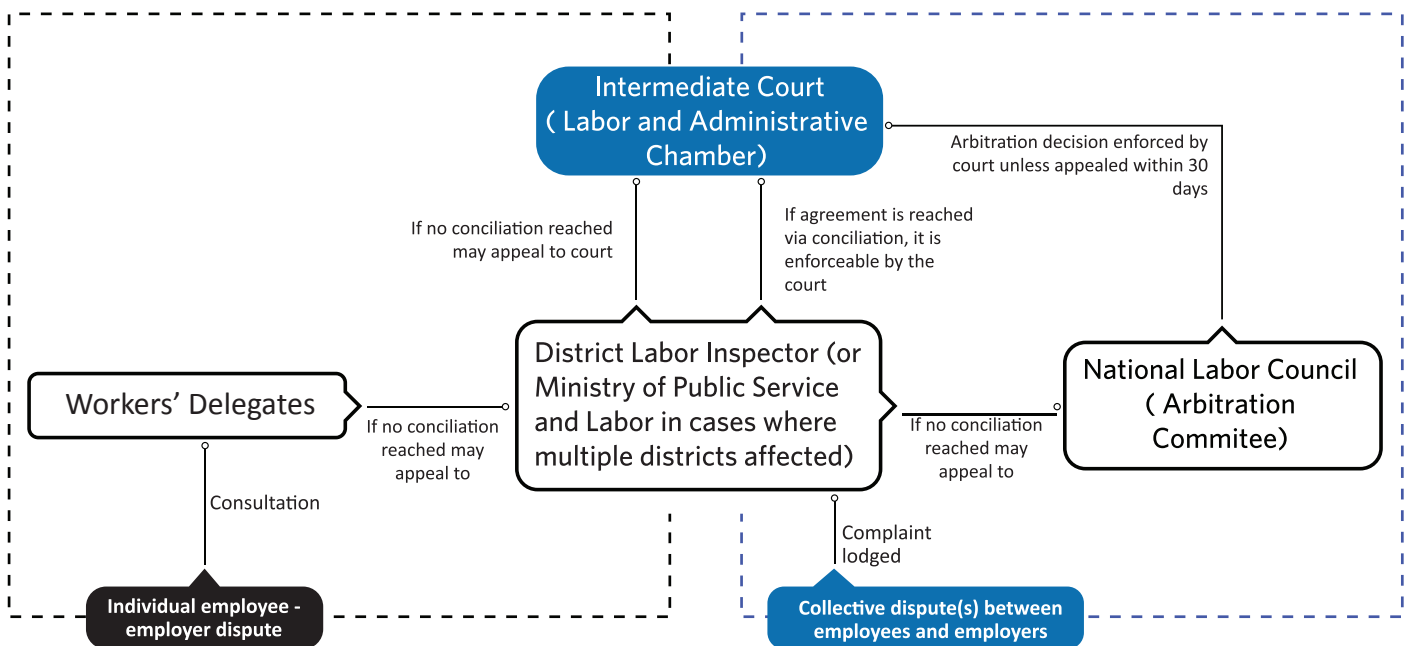 Intermediate Court
( Labor and Administrative
Chamber)
Arbitration decision enforced by
court unless appealed within 30
days
If no conciliation reached
may appeal to court
If agreement is reached
via conciliation, it is
enforceable by the
court
Workers’ Delegates
If no conciliation
reached may
appeal to
District Labor Inspector (or
Ministry of Public Service
and Labor in cases where
multiple districts affected)
If no conciliation
reached may
appeal to
National Labor Council
( Arbitration
Commitee)
Consultation
Complaint
lodged
Individual employee -
employer dispute
Collective dispute(s) between
employees and employers